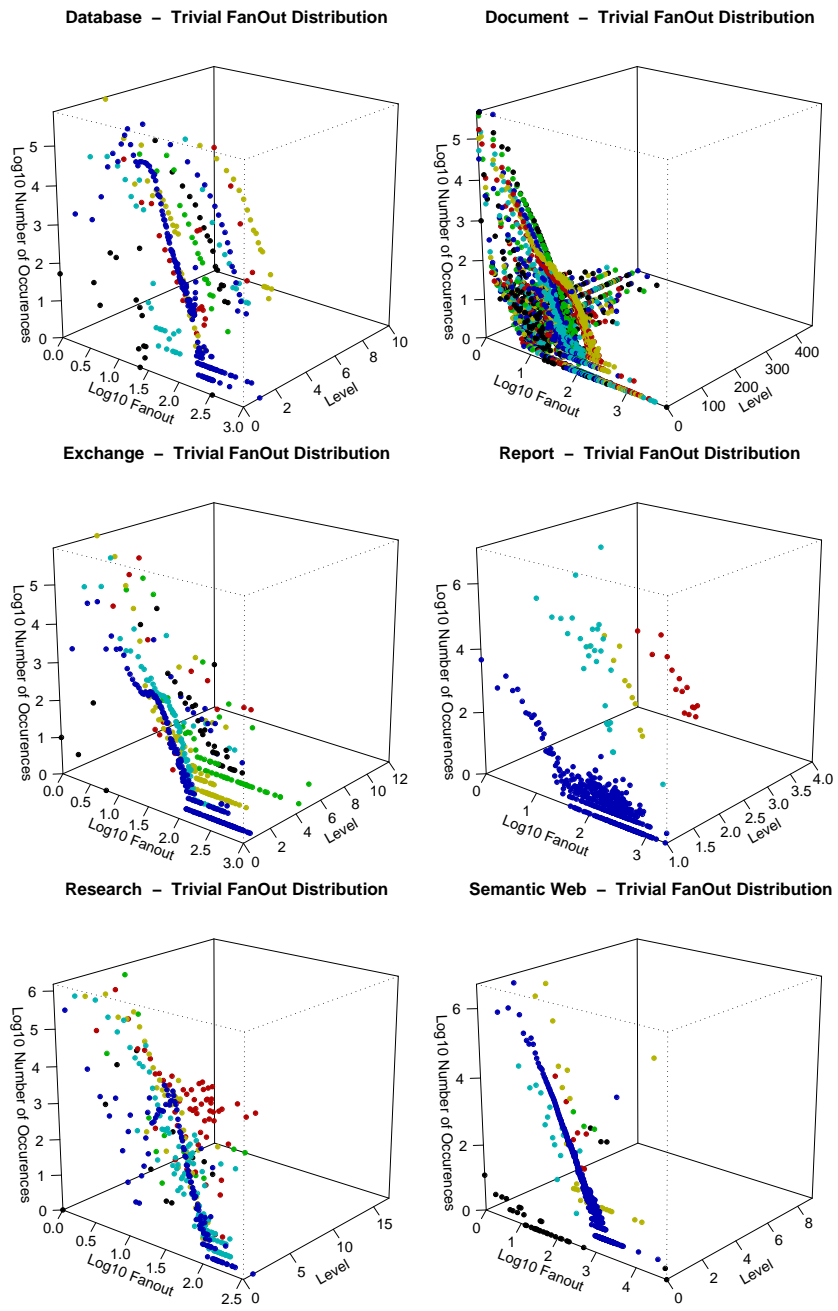 Database – Trivial FanOut Distribution
Log10 Number of Occurences
0 1 2 3 4 5
Log10 Fanout
0.0 0.5 1.0 1.5 2.0 2.5 3.0
Level
0 2 4 6 8 10
Document – Trivial FanOut Distribution
Log10 Number of Occurences
0 1 2 3 4 5
Log10 Fanout
0 1 2 3
Level
0 100 200 300 400
Exchange – Trivial FanOut Distribution
Log10 Number of Occurences
0 1 2 3 4 5
Log10 Fanout
0.0 0.5 1.0 1.5 2.0 2.5 3.0
Level
0 2 4 6 8 10 12
Report – Trivial FanOut Distribution
Log10 Number of Occurences
2 4 6
Log10 Fanout
0 1 2 3
Level
1.0 1.5 2.0 2.5 3.0 3.5 4.0
Research – Trivial FanOut Distribution
Log10 Number of Occurences
0 1 2 3 4 5 6
Log10 Fanout
0.0 0.5 1.0 1.5 2.0 2.5
Level
0 5 10 15
Semantic Web – Trivial FanOut Distribution
Log10 Number of Occurences
0 2 4 6
Log10 Fanout
0 1 2 3 4
Level
0 2 4 6 8